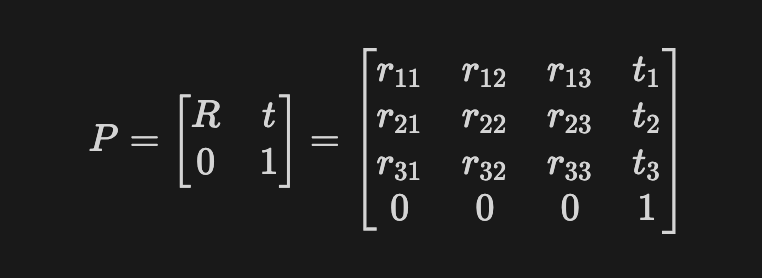 P = [ R t ; 0 1 ] = [ r₁₁ r₁₂ r₁₃ t₁ ; r₂₁ r₂₂ r₂₃ t₂ ; r₃₁ r₃₂ r₃₃ t₃ ; 0 0 0 1 ]